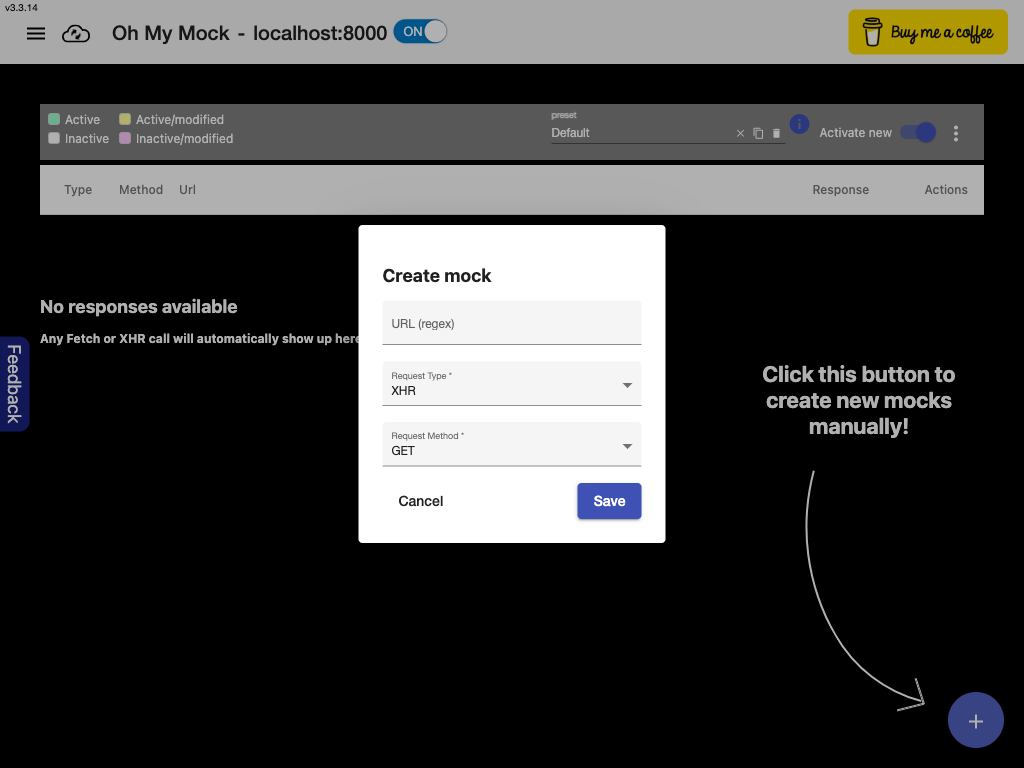 v3.3.14
Oh My Mock - localhost:8000
ON
Buy me a coffee
Active
Active/modified
Inactive
Inactive/modified
preset
Default
i
Activate new
Type
Method
Url
Response
Actions
Create mock
URL (regex)
Request Type *
XHR
Request Method *
GET
Cancel
Save
No responses available
Any Fetch or XHR call will automatically show up here
Feedback
Click this button to
create new mocks
manually!